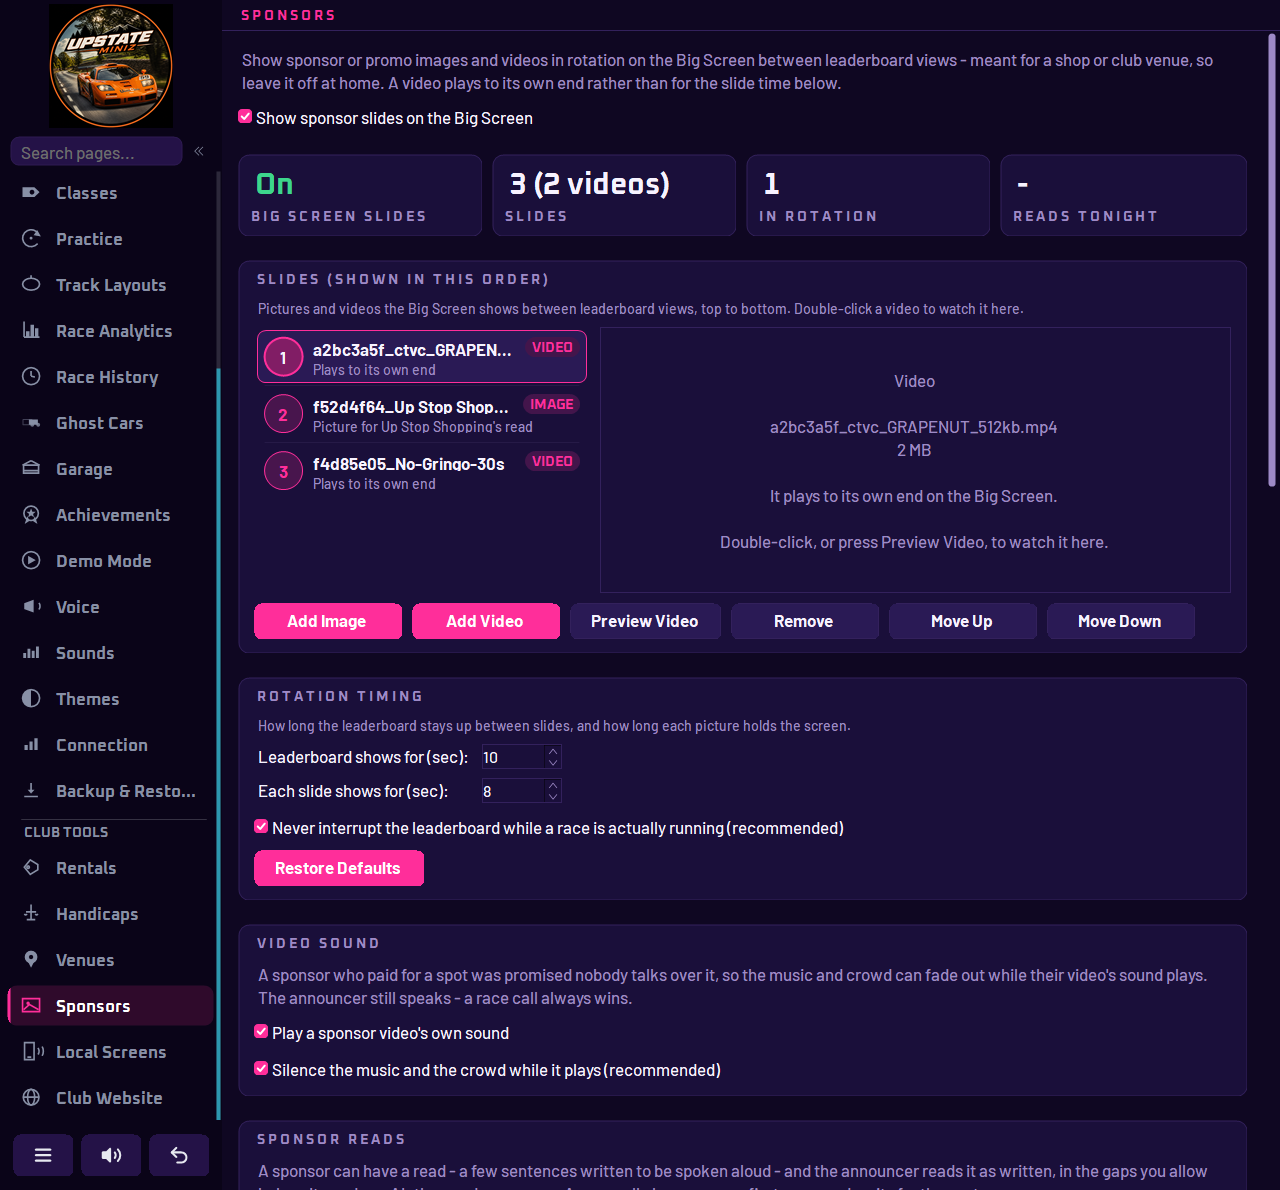 UPSTATE
MINIZ
Search pages...
Classes
Practice
Track Layouts
Race Analytics
Race History
Ghost Cars
Garage
Achievements
Demo Mode
Voice
Sounds
Themes
Connection
Backup & Resto...
CLUB TOOLS
Rentals
Handicaps
Venues
Sponsors
Local Screens
Club Website
SPONSORS
Show sponsor or promo images and videos in rotation on the Big Screen between leaderboard views - meant for a shop or club venue, so
leave it off at home. A video plays to its own end rather than for the slide time below.
Show sponsor slides on the Big Screen
On
BIG SCREEN SLIDES
3 (2 videos)
SLIDES
1
IN ROTATION
-
READS TONIGHT
SLIDES (SHOWN IN THIS ORDER)
Pictures and videos the Big Screen shows between leaderboard views, top to bottom. Double-click a video to watch it here.
1
a2bc3a5f_ctvc_GRAPEN...
VIDEO
Plays to its own end
2
f52d4f64_Up Stop Shop...
IMAGE
Picture for Up Stop Shopping's read
3
f4d85e05_No-Gringo-30s
VIDEO
Plays to its own end
Video
a2bc3a5f_ctvc_GRAPENUT_512kb.mp4
2 MB
It plays to its own end on the Big Screen.
Double-click, or press Preview Video, to watch it here.
Add Image
Add Video
Preview Video
Remove
Move Up
Move Down
ROTATION TIMING
How long the leaderboard stays up between slides, and how long each picture holds the screen.
Leaderboard shows for (sec): 10
Each slide shows for (sec): 8
Never interrupt the leaderboard while a race is actually running (recommended)
Restore Defaults
VIDEO SOUND
A sponsor who paid for a spot was promised nobody talks over it, so the music and crowd can fade out while their video's sound plays.
The announcer still speaks - a race call always wins.
Play a sponsor video's own sound
Silence the music and the crowd while it plays (recommended)
SPONSOR READS
A sponsor can have a read - a few sentences written to be spoken aloud - and the announcer reads it as written, in the gaps you allow